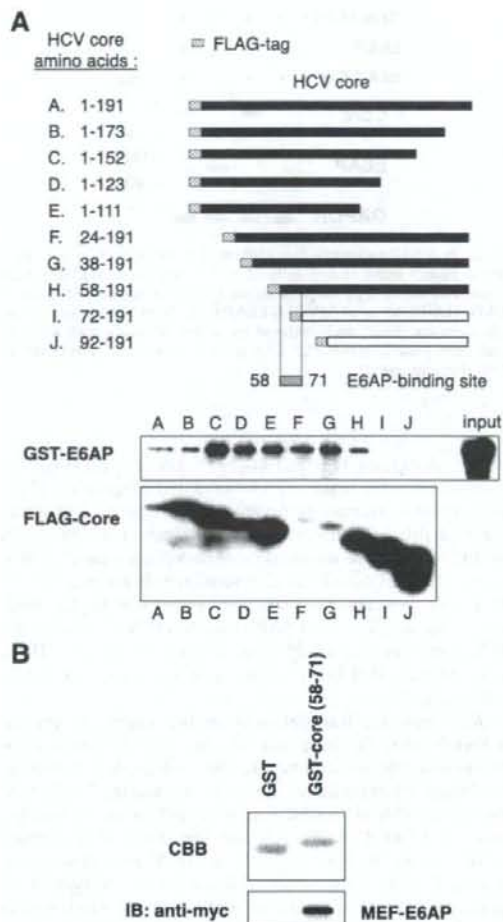 A
HCV core
amino acids :
FLAG-tag
HCV core
A. 1-191
B. 1-173
C. 1-152
D. 1-123
E. 1-111
F. 24-191
G. 38-191
H. 58-191
I. 72-191
J. 92-191
58 71 E6AP-binding site
A B C D E F G H I J input
GST-E6AP
FLAG-Core
A B C D E F G H I J
B
GST
GST-core (58-71)
CBB
IB: anti-myc MEF-E6AP